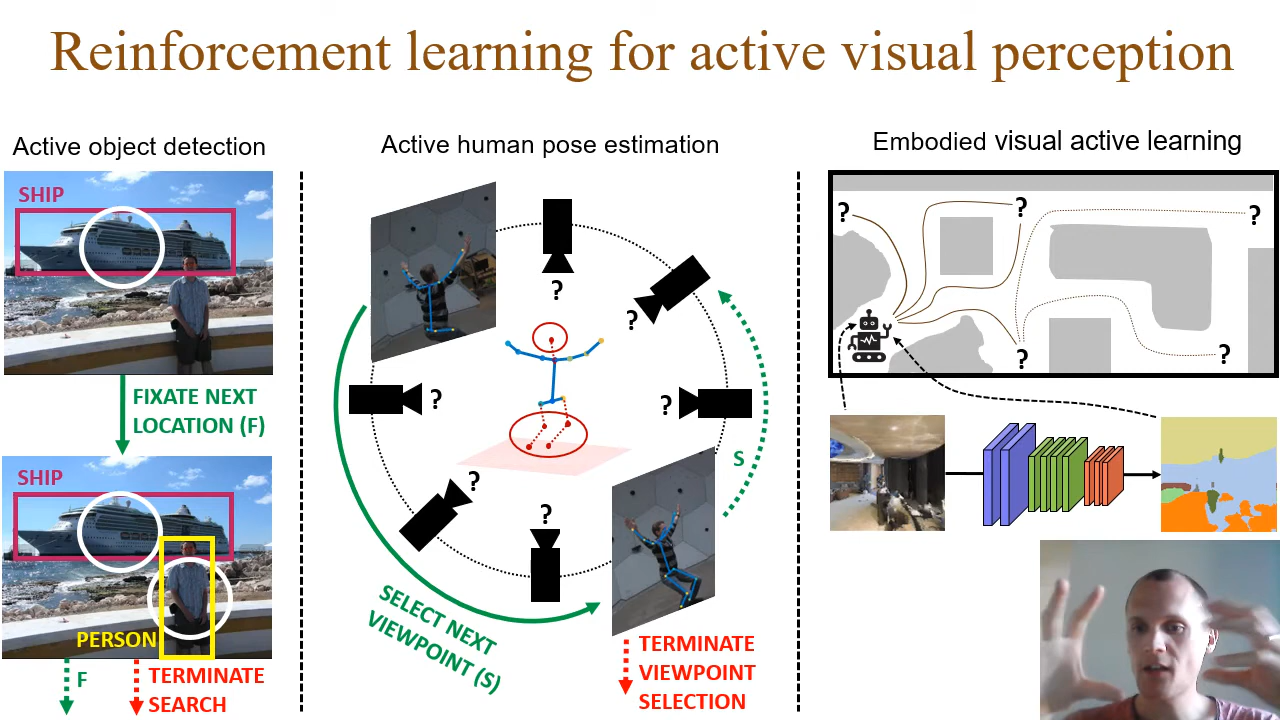 Reinforcement learning for active visual perception
Active object detection
SHIP
FIXATE NEXT
LOCATION (F)
SHIP
PERSON
F
TERMINATE
SEARCH
Active human pose estimation
?
?
?
?
?
?
S
SELECT NEXT
VIEWPOINT (S)
TERMINATE
VIEWPOINT
SELECTION
Embodied visual active learning
?
?
?
?
?